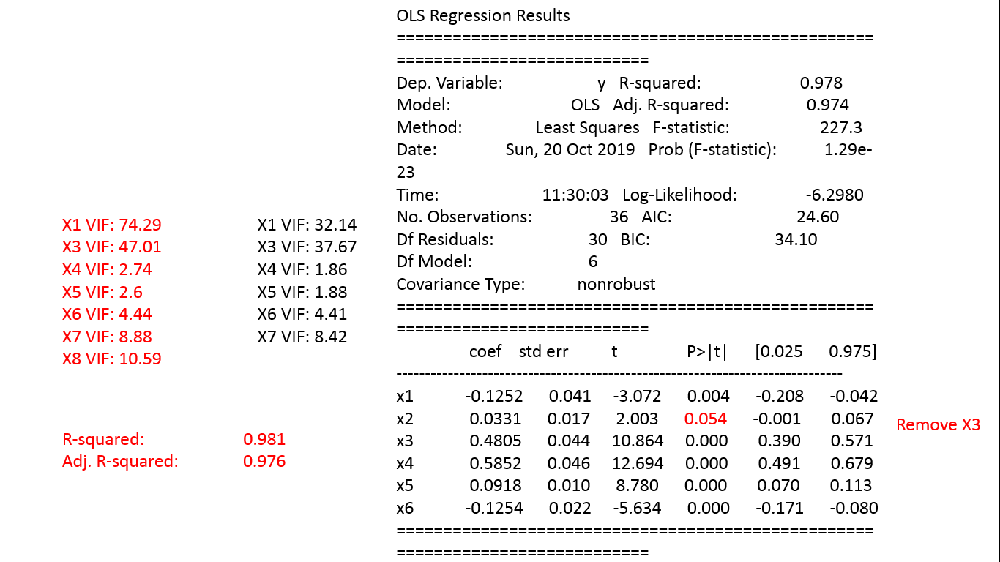 OLS Regression Results
===================================================
===========================
Dep. Variable: y R-squared: 0.978
Model: OLS Adj. R-squared: 0.974
Method: Least Squares F-statistic: 227.3
Date: Sun, 20 Oct 2019 Prob (F-statistic): 1.29e-
23
Time: 11:30:03 Log-Likelihood: -6.2980
No. Observations: 36 AIC: 24.60
Df Residuals: 30 BIC: 34.10
Df Model: 6
Covariance Type: nonrobust
===================================================
===========================
coef std err t P>|t| [0.025 0.975]
------------------------------------------------------------------------------
x1 -0.1252 0.041 -3.072 0.004 -0.208 -0.042
x2 0.0331 0.017 2.003 0.054 -0.001 0.067
x3 0.4805 0.044 10.864 0.000 0.390 0.571
x4 0.5852 0.046 12.694 0.000 0.491 0.679
x5 0.0918 0.010 8.780 0.000 0.070 0.113
x6 -0.1254 0.022 -5.634 0.000 -0.171 -0.080
===================================================
===========================
X1 VIF: 74.29
X3 VIF: 47.01
X4 VIF: 2.74
X5 VIF: 2.6
X6 VIF: 4.44
X7 VIF: 8.88
X8 VIF: 10.59
X1 VIF: 32.14
X3 VIF: 37.67
X4 VIF: 1.86
X5 VIF: 1.88
X6 VIF: 4.41
X7 VIF: 8.42
R-squared: 0.981
Adj. R-squared: 0.976
Remove X3